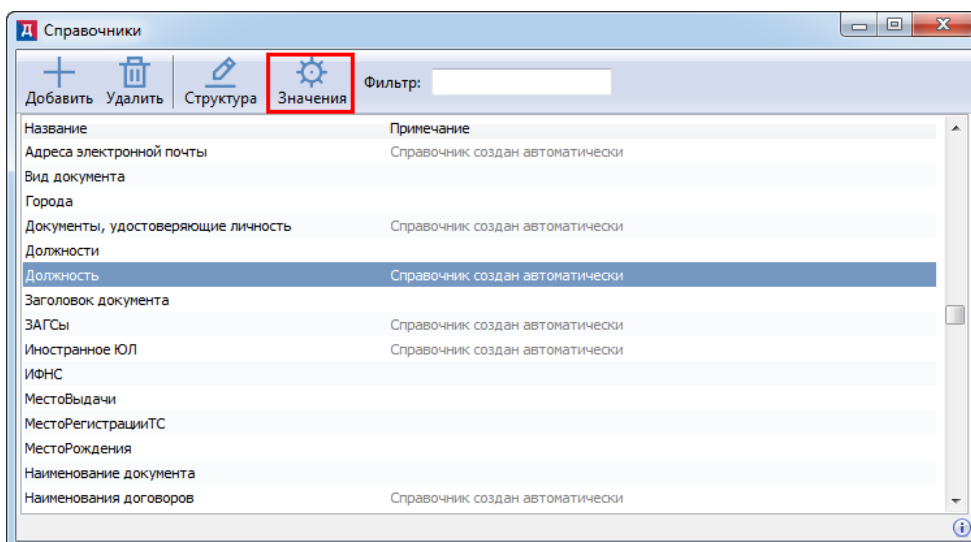 Д Справочники
Добавить Удалить Структура Значения Фильтр:
Название Примечание
Адреса электронной почты Справочник создан автоматически
Вид документа
Города
Документы, удостоверяющие личность Справочник создан автоматически
Должности
Должность Справочник создан автоматически
Заголовок документа
ЗАГСы Справочник создан автоматически
Иностранное ЮЛ Справочник создан автоматически
ИФНС
МестоВыдачи
МестоРегистрацииТС
МестоРождения
Наименование документа
Наименования договоров Справочник создан автоматически